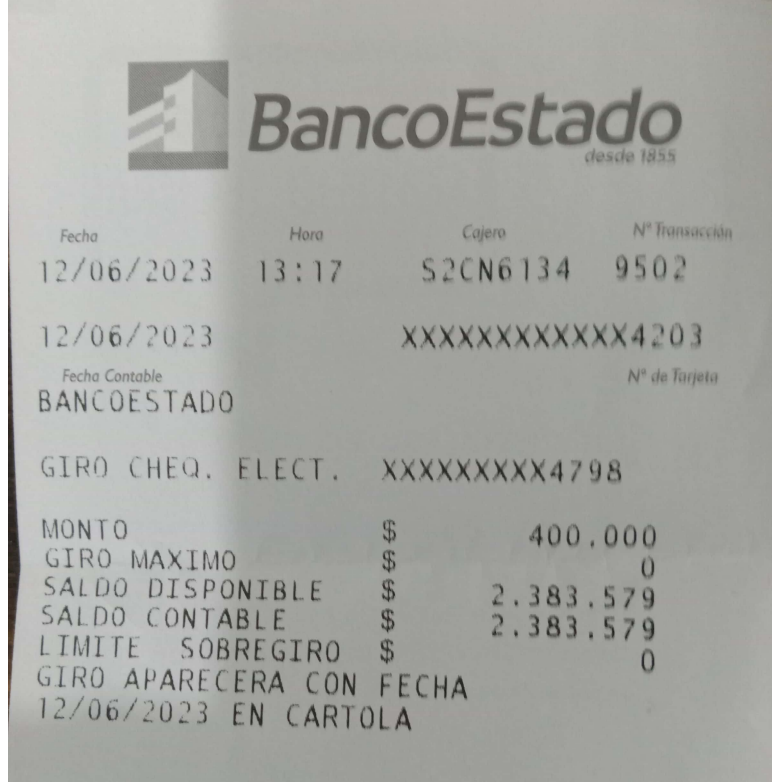 BancoEstado
desde 1855
Fecha Hora Cajero N° Transacción
12/06/2023 13:17 S2CN6134 9502
12/06/2023 XXXXXXXXXXXX4203
Fecha Contable N° de Tarjeta
BANCOESTADO
GIRO CHEQ. ELECT. XXXXXXXXX4798
MONTO $ 400.000
GIRO MAXIMO $ 0
SALDO DISPONIBLE $ 2.383.579
SALDO CONTABLE $ 2.383.579
LIMITE SOBREGIRO $ 0
GIRO APARECERA CON FECHA
12/06/2023 EN CARTOLA